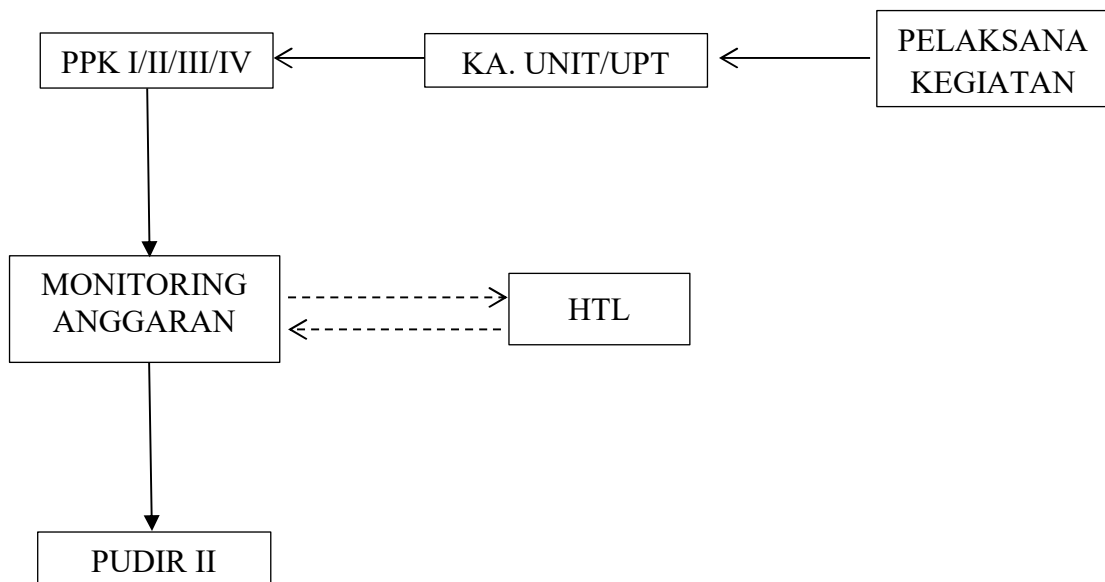 PPK I/II/III/IV
KA. UNIT/UPT
PELAKSANA
KEGIATAN
MONITORING
ANGGARAN
HTL
PUDIR II